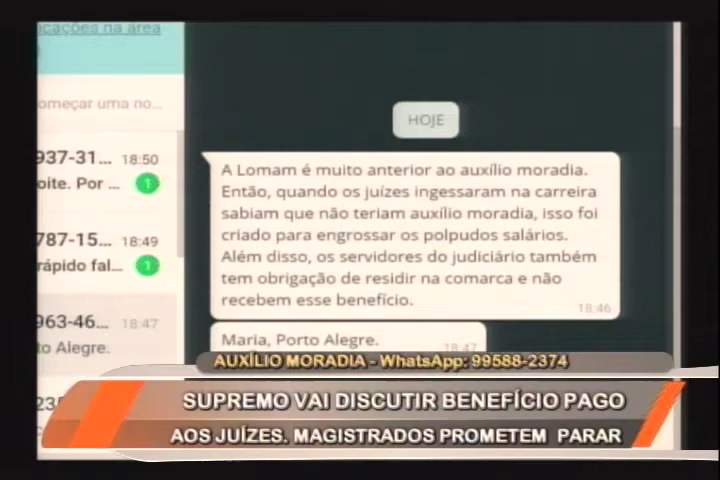 icações na área
omeçar uma no...
937-31... 18:50
oite. Por ... 1
787-15... 18:49
rápido fal... 1
963-46... 18:47
to Alegre.
HOJE
A Lomam é muito anterior ao auxílio moradia.
Então, quando os juízes ingessaram na carreira
sabiam que não teriam auxílio moradia, isso foi
criado para engrossar os polpudos salários.
Além disso, os servidores do judiciário também
tem obrigação de residir na comarca e não
recebem esse benefício.
18:46
Maria, Porto Alegre.
18:47
AUXÍLIO MORADIA - WhatsApp: 99588-2374
SUPREMO VAI DISCUTIR BENEFÍCIO PAGO
AOS JUÍZES. MAGISTRADOS PROMETEM PARAR